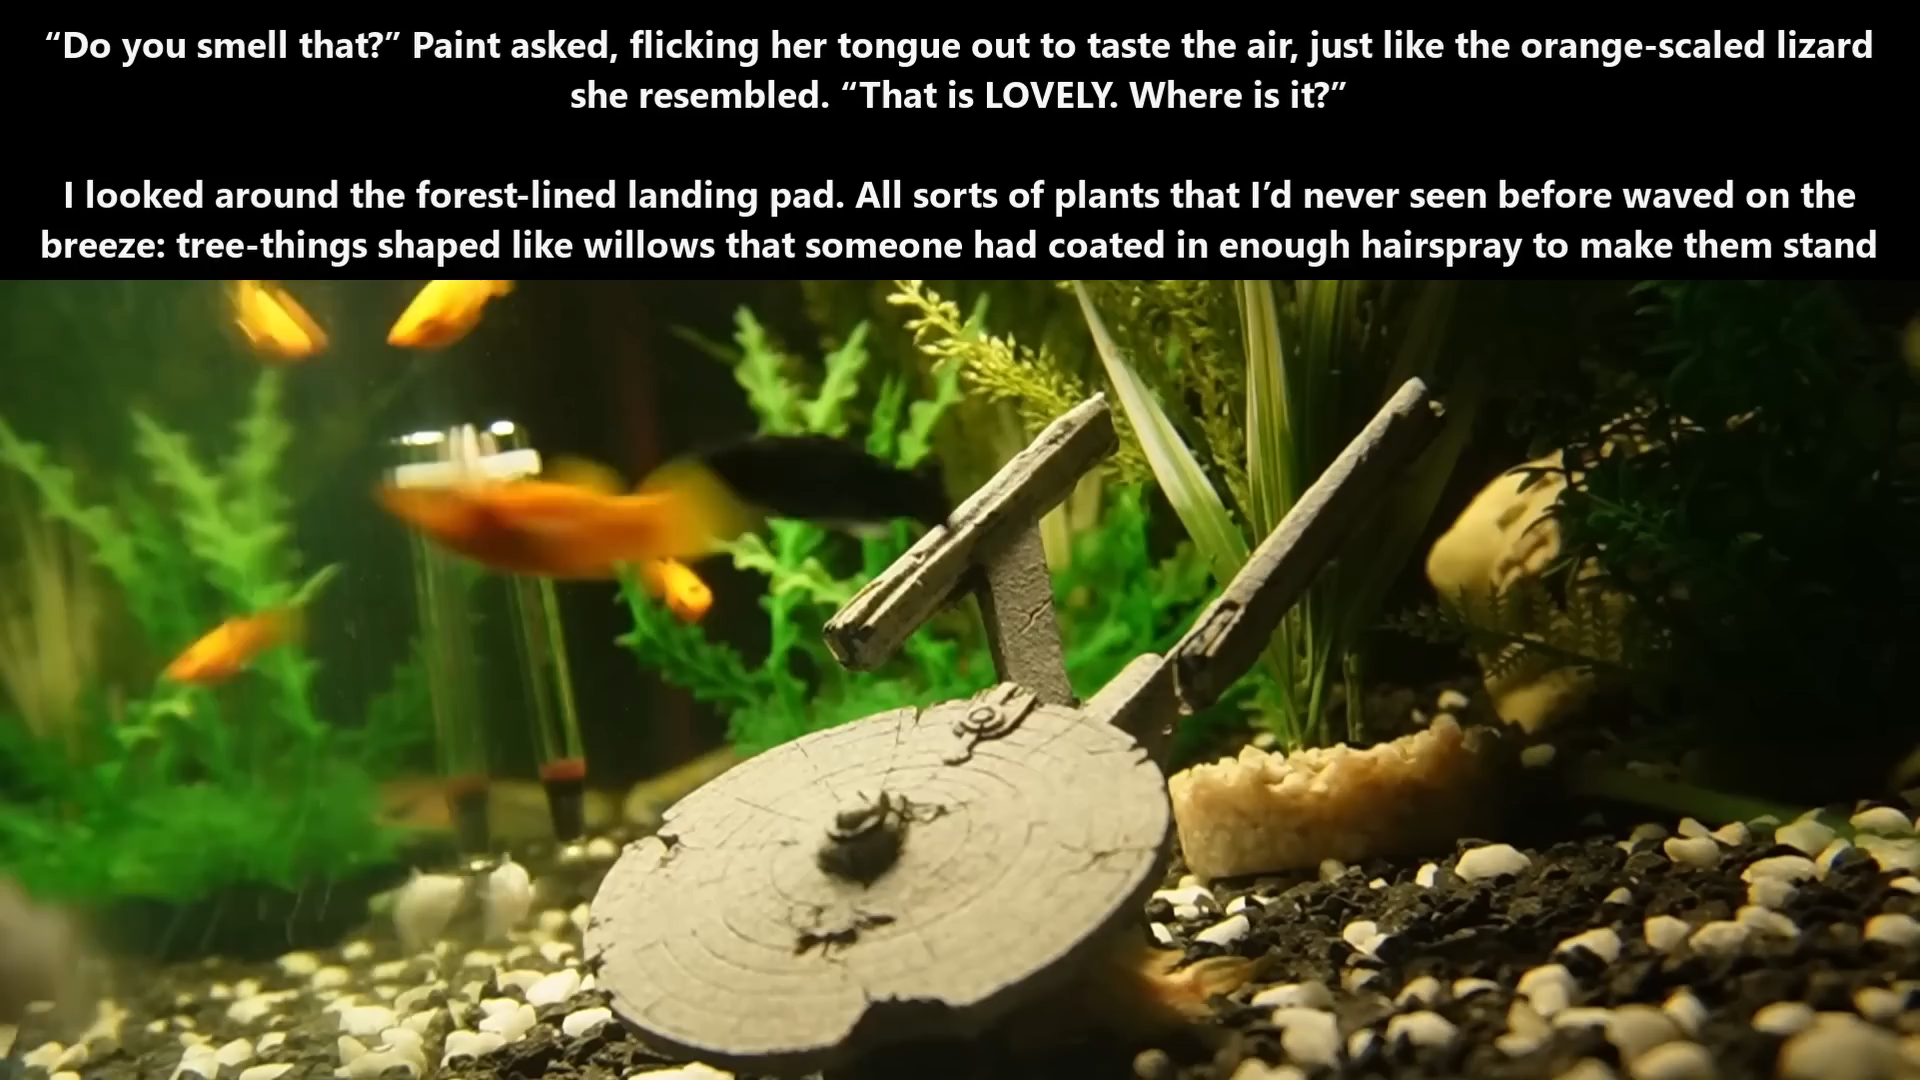 “Do you smell that?” Paint asked, flicking her tongue out to taste the air, just like the orange-scaled lizard
she resembled. “That is LOVELY. Where is it?”
I looked around the forest-lined landing pad. All sorts of plants that I’d never seen before waved on the
breeze: tree-things shaped like willows that someone had coated in enough hairspray to make them stand